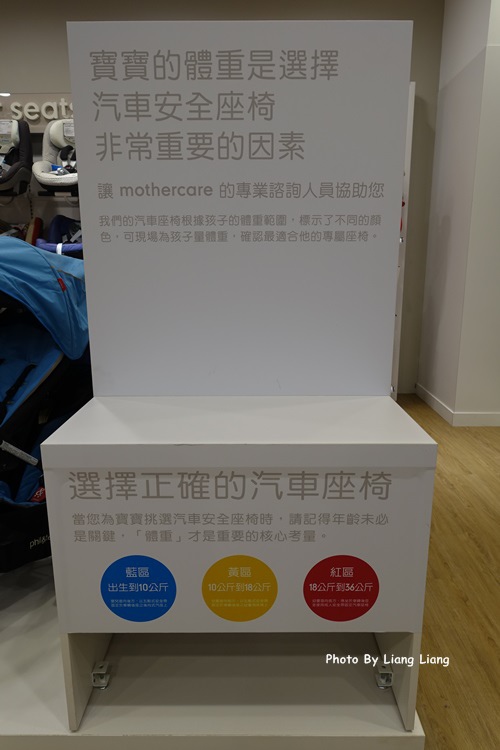 seats
寶寶的體重是選擇
汽車安全座椅
非常重要的因素
讓 mothercare 的專業諮詢人員協助您
我們的汽車座椅根據孩子的體重範圍，標示了不同的顏
色，可現場為孩子量體重，確認最適合他的專屬座椅。
選擇正確的汽車座椅
當您為寶寶挑選汽車安全座椅時，請記得年齡未必
是關鍵，「體重」才是重要的核心考量。
藍區
出生到10公斤
黃區
10公斤到18公斤
紅區
18公斤到36公斤
Photo By Liang Liang